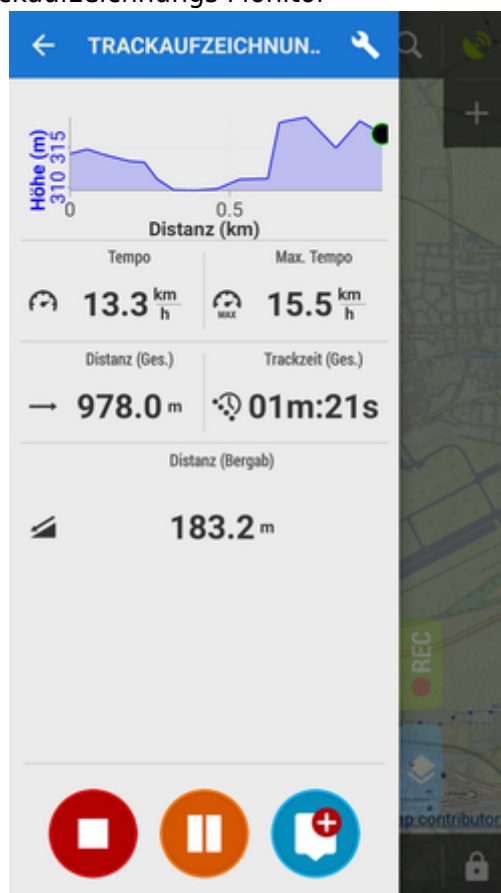 TRACKAUFZEICHNUN..
Höhe (m)
310 315
0 0.5
Distanz (km)
Tempo Max. Tempo
13.3 km/h MAX 15.5 km/h
Distanz (Ges.) Trackzeit (Ges.)
978.0 m 01m:21s
Distanz (Bergab)
183.2 m
REC
contributor